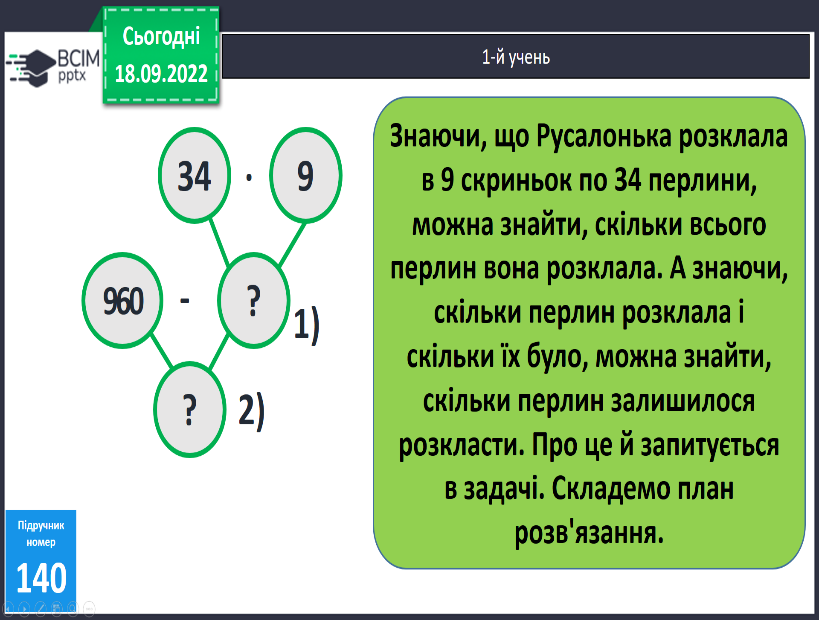 Сьогодні
18.09.2022
ВСІМ
pptx
1-й учень
34 · 9
960 - ?
1)
? 2)
Знаючи, що Русалонька розклала
в 9 скриньок по 34 перлини,
можна знайти, скільки всього
перлин вона розклала. А знаючи,
скільки перлин розклала і
скільки їх було, можна знайти,
скільки перлин залишилося
розкласти. Про це й запитується
в задачі. Складемо план
розв'язання.
Підручник
номер
140